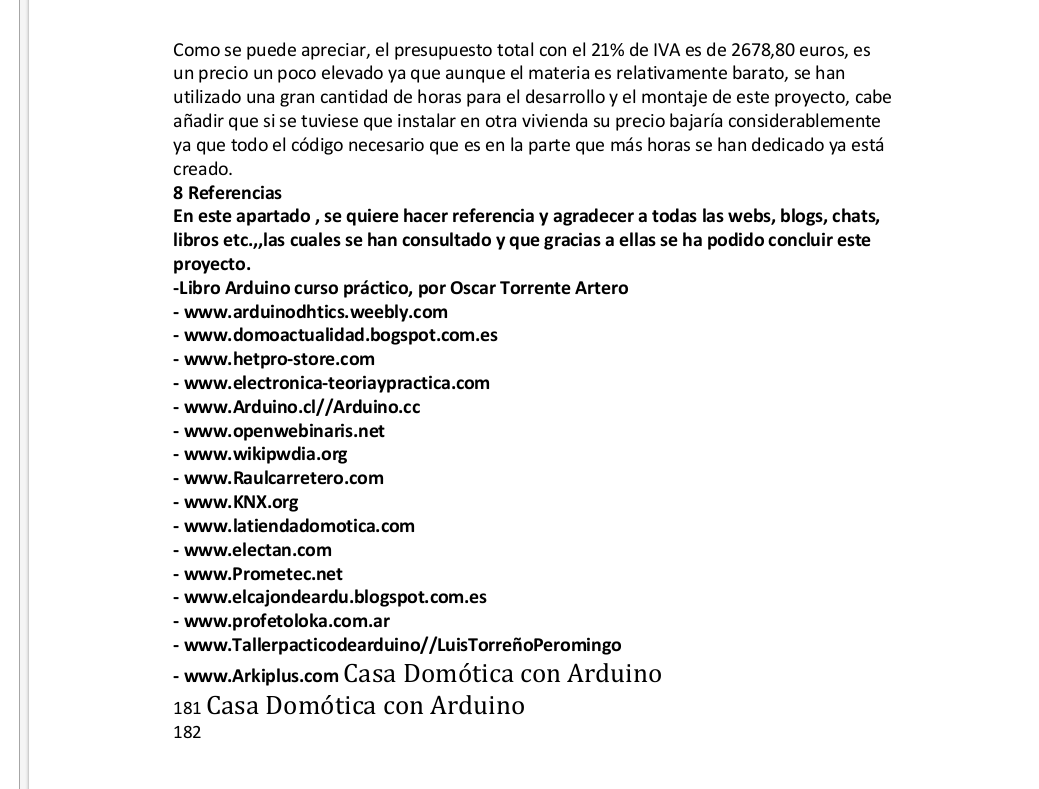 Como se puede apreciar, el presupuesto total con el 21% de IVA es de 2678,80 euros, es
un precio un poco elevado ya que aunque el materia es relativamente barato, se han
utilizado una gran cantidad de horas para el desarrollo y el montaje de este proyecto, cabe
añadir que si se tuviese que instalar en otra vivienda su precio bajaría considerablemente
ya que todo el código necesario que es en la parte que más horas se han dedicado ya está
creado.
8 Referencias
En este apartado , se quiere hacer referencia y agradecer a todas las webs, blogs, chats,
libros etc.,,las cuales se han consultado y que gracias a ellas se ha podido concluir este
proyecto.
-Libro Arduino curso práctico, por Oscar Torrente Artero
- www.arduinodhtics.weebly.com
- www.domoactualidad.bogspot.com.es
- www.hetpro-store.com
- www.electronica-teoriaypractica.com
- www.Arduino.cl//Arduino.cc
- www.openwebinaris.net
- www.wikipwdia.org
- www.Raulcarretero.com
- www.KNX.org
- www.latiendadomotica.com
- www.electan.com
- www.Prometec.net
- www.elcajondeardu.blogspot.com.es
- www.profetoloka.com.ar
- www.Tallerpacticodearduino//LuisTorreñoPeromingo
- www.Arkiplus.com Casa Domótica con Arduino
181 Casa Domótica con Arduino
182